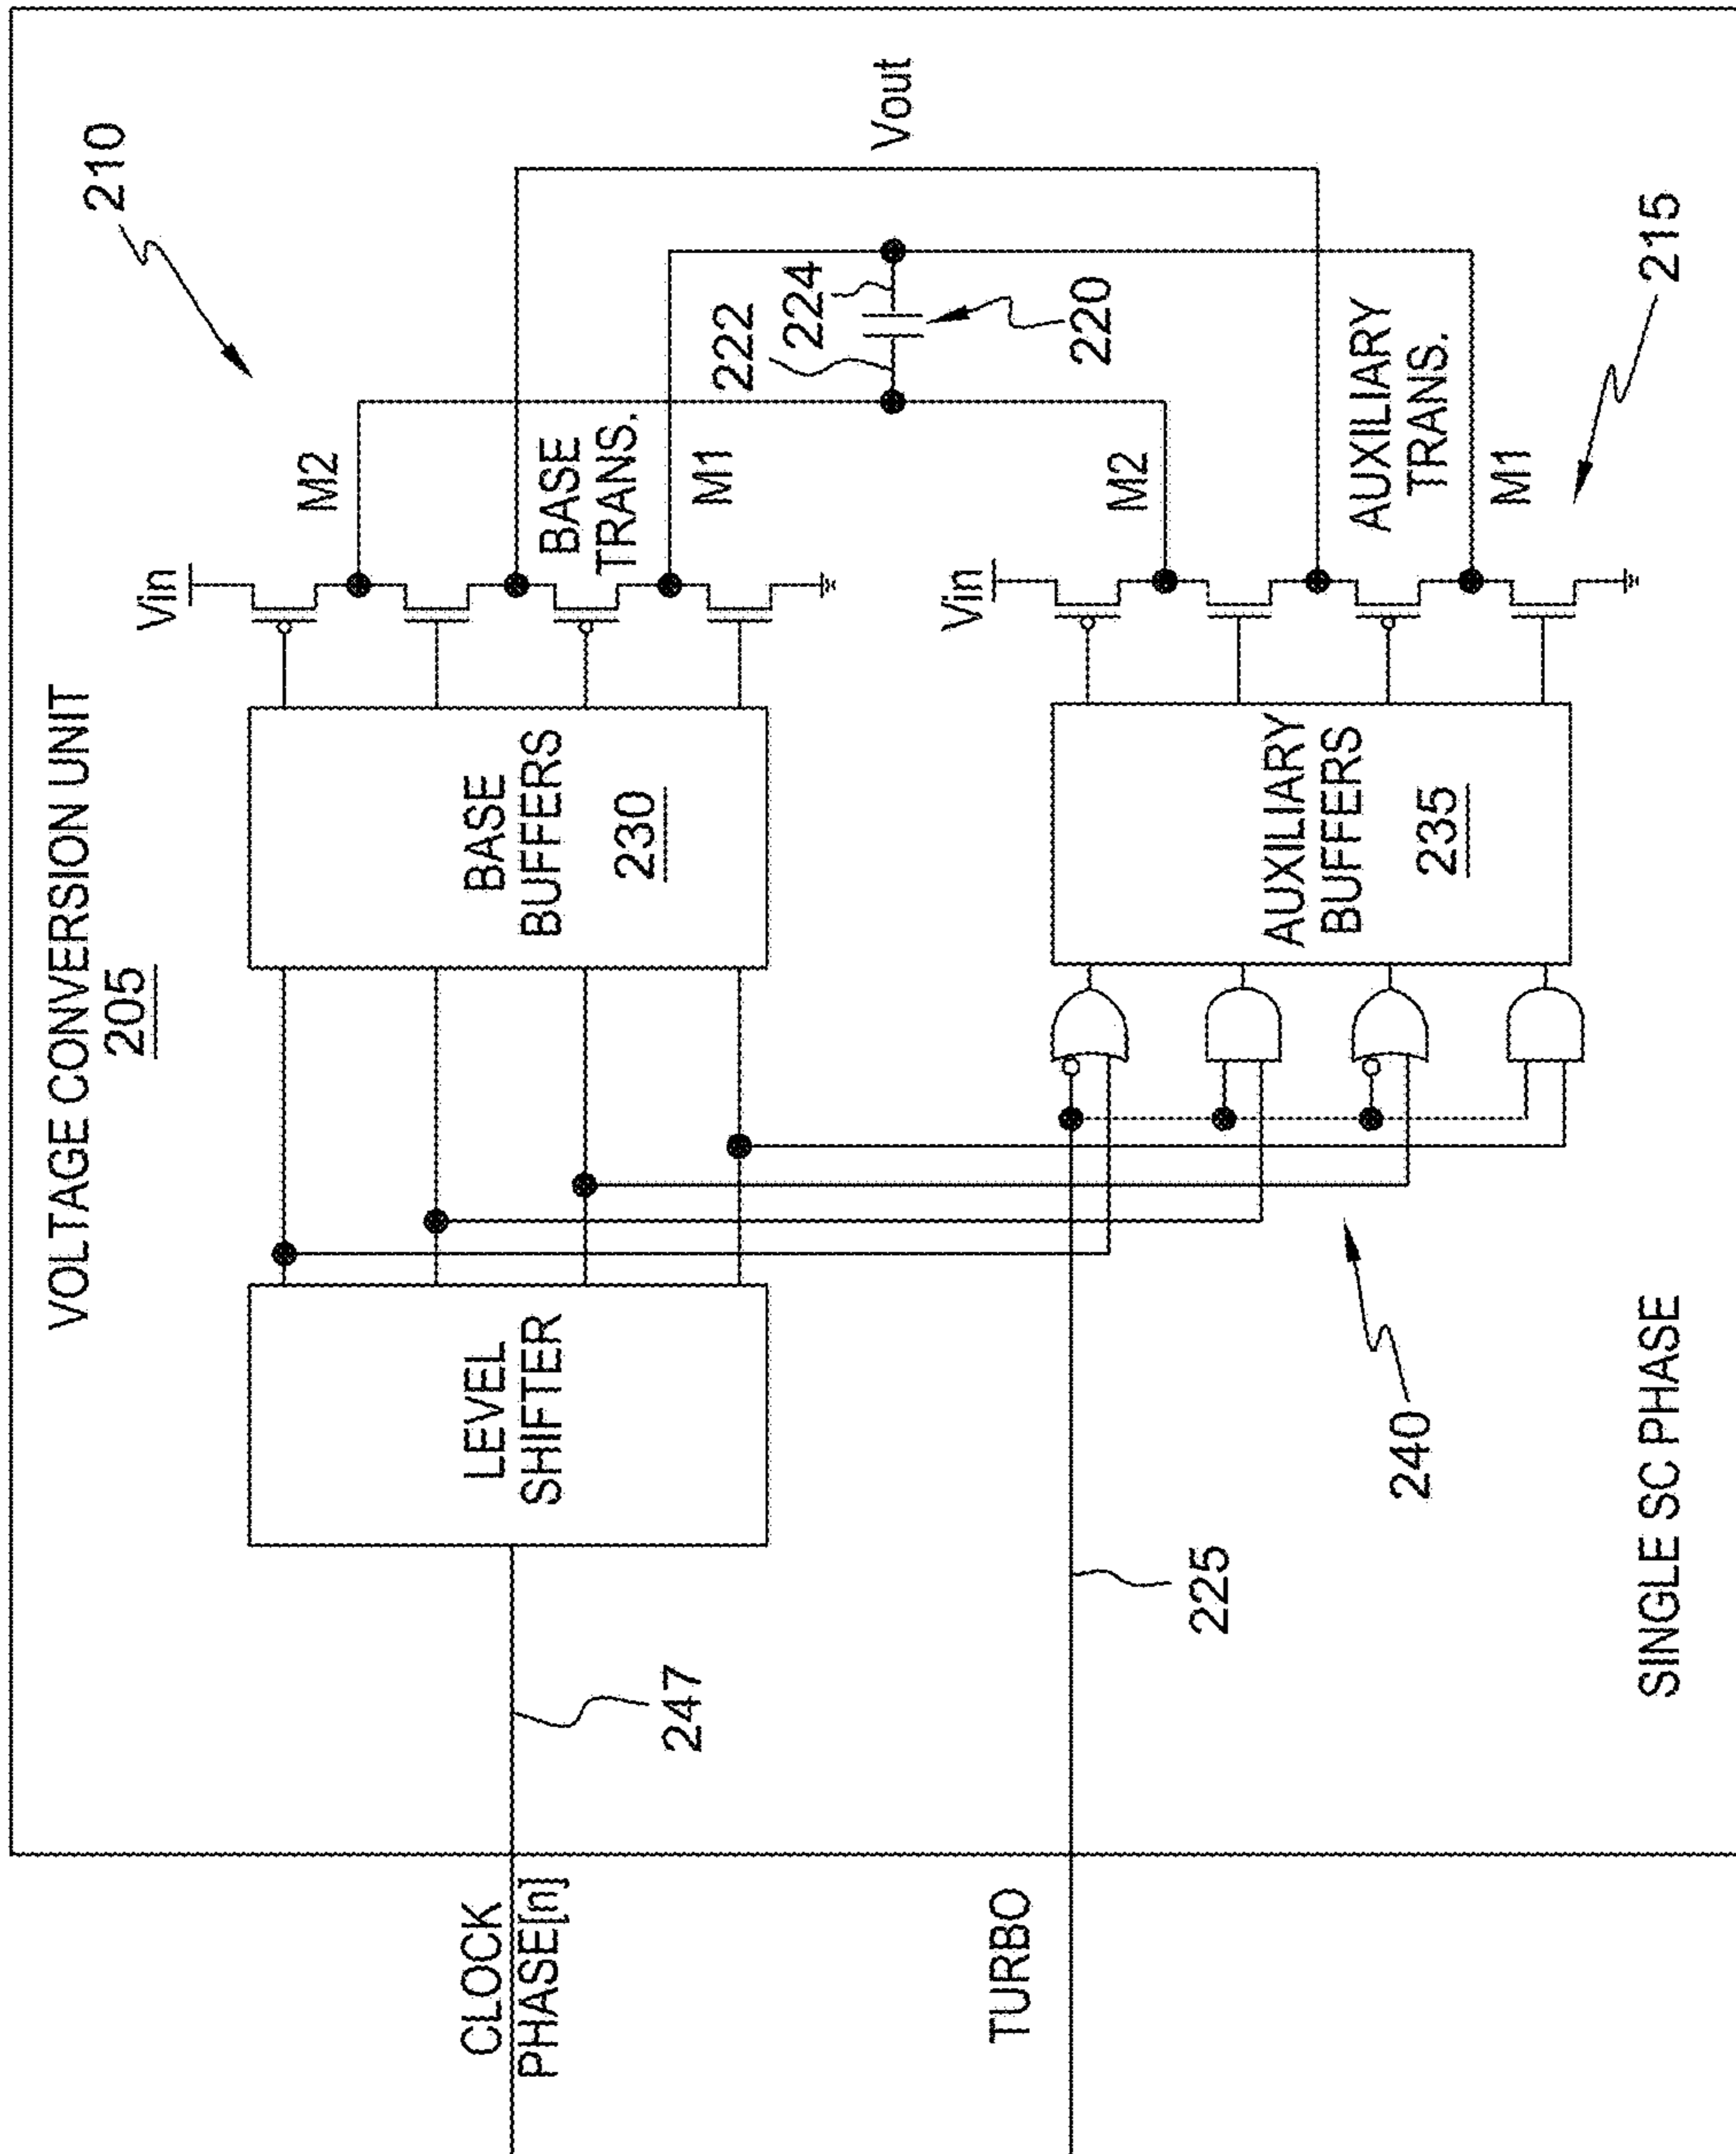 VOLTAGE CONVERSION UNIT
205
210
CLOCK
PHASE[n]
247
LEVEL
SHIFTER
BASE
BUFFERS
230
Vin
M2
BASE
TRANS.
M1
222
224
220
Vout
TURBO
225
240
AUXILIARY
BUFFERS
235
Vin
M2
AUXILIARY
TRANS.
M1
215
SINGLE SC PHASE